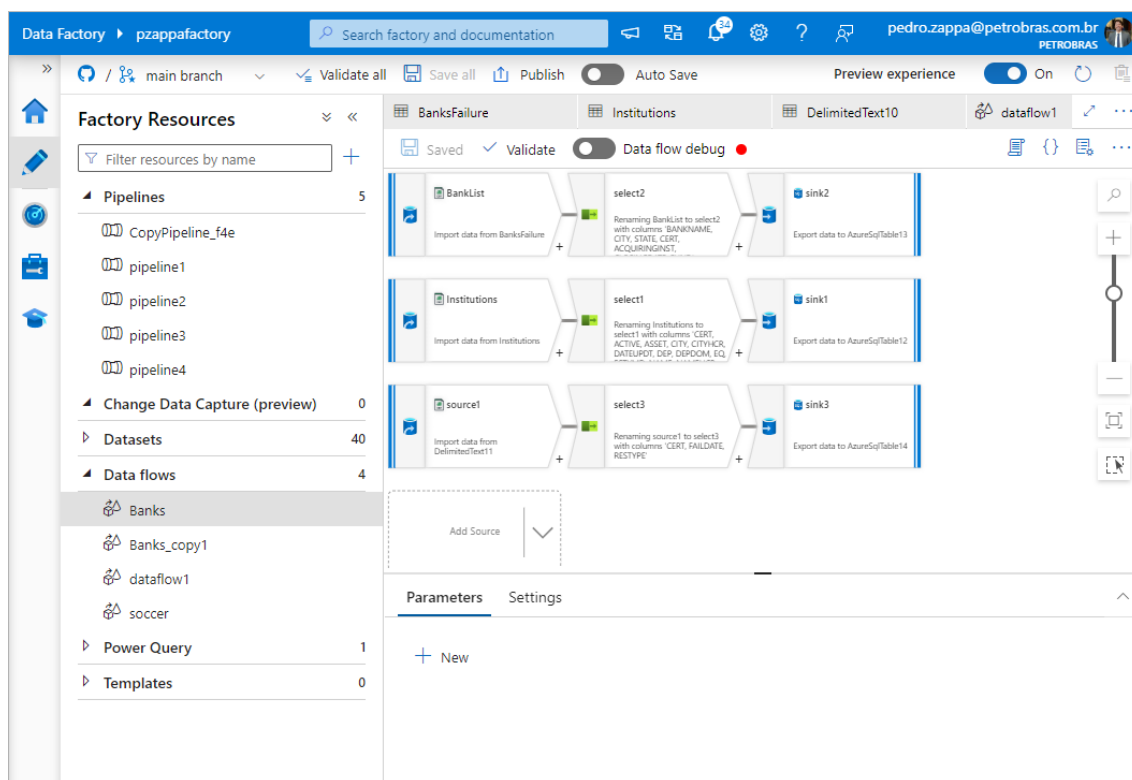 Data Factory pzappafactory
Search factory and documentation
34
pedro.zappa@petrobras.com.br
PETROBRAS
/ main branch
Validate all
Save all
Publish
Auto Save
Preview experience
On
Factory Resources
Filter resources by name
Pipelines 5
CopyPipeline_f4e
pipeline1
pipeline2
pipeline3
pipeline4
Change Data Capture (preview) 0
Datasets 40
Data flows 4
Banks
Banks_copy1
dataflow1
soccer
Power Query 1
Templates 0
BanksFailure
Institutions
DelimitedText10
dataflow1
Saved
Validate
Data flow debug
BankList
Import data from BanksFailure
+
select2
Renaming BankList to select2
with columns 'BANKNAME,
CITY, STATE, CERT,
ACQUIRINGINST,
+
sink2
Export data to AzureSqlTable13
Institutions
Import data from Institutions
+
select1
Renaming Institutions to
select1 with columns 'CERT,
ACTIVE, ASSET, CITY, CITYHCR,
DATEUPDT, DEP, DEPDOM, EQ,
+
sink1
Export data to AzureSqlTable12
source1
Import data from
DelimitedText11
+
select3
Renaming source1 to select3
with columns 'CERT, FAILDATE,
RESTYPE'
+
sink3
Export data to AzureSqlTable14
Add Source
Parameters
Settings
+ New